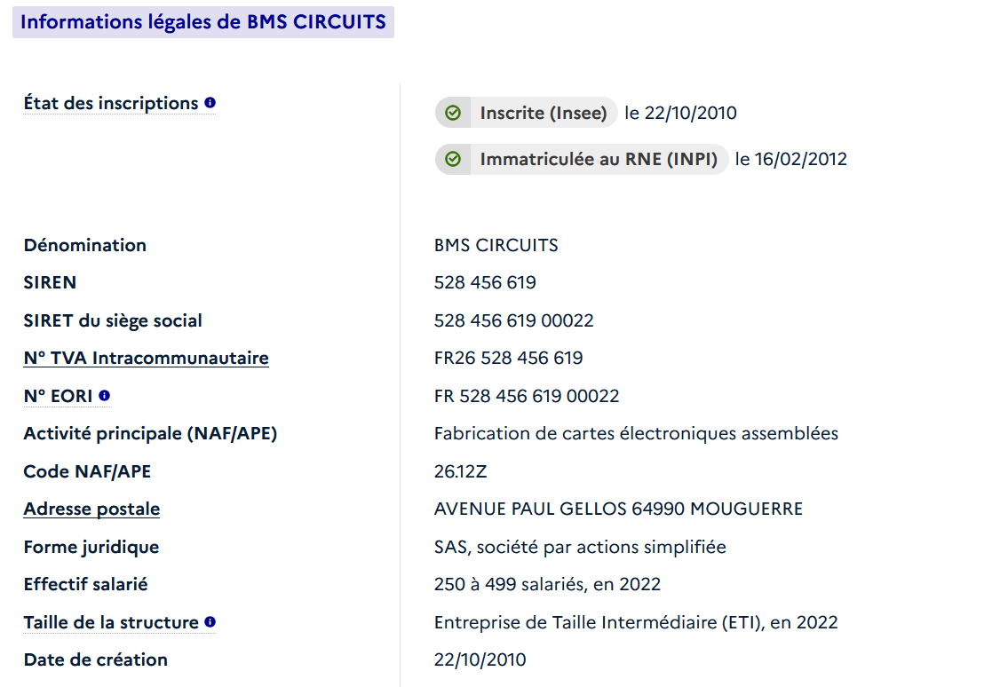 Informations légales de BMS CIRCUITS
État des inscriptions
Inscrite (Insee) le 22/10/2010
Immatriculée au RNE (INPI) le 16/02/2012
Dénomination BMS CIRCUITS
SIREN 528 456 619
SIRET du siège social 528 456 619 00022
N° TVA Intracommunautaire FR26 528 456 619
N° EORI FR 528 456 619 00022
Activité principale (NAF/APE) Fabrication de cartes électroniques assemblées
Code NAF/APE 26.12Z
Adresse postale AVENUE PAUL GELLOS 64990 MOUGUERRE
Forme juridique SAS, société par actions simplifiée
Effectif salarié 250 à 499 salariés, en 2022
Taille de la structure Entreprise de Taille Intermédiaire (ETI), en 2022
Date de création 22/10/2010